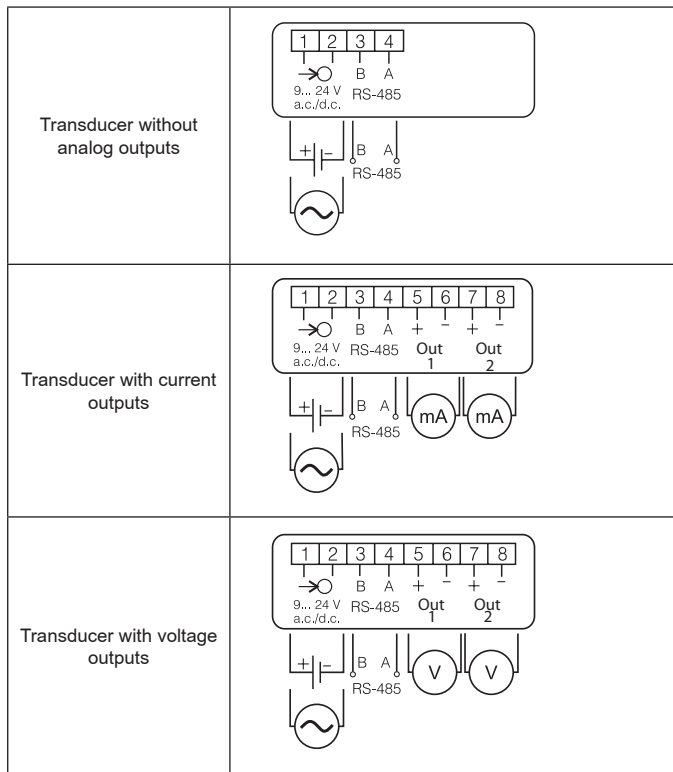 Transducer without
analog outputs
1 2 3 4
B A
9... 24 V
a.c./d.c.
RS-485
+ –
B A
RS-485
Transducer with current
outputs
1 2 3 4 5 6 7 8
B A + – + –
9... 24 V
a.c./d.c.
RS-485
Out
1
Out
2
+ –
B A
RS-485
mA mA
Transducer with voltage
outputs
1 2 3 4 5 6 7 8
B A + – + –
9... 24 V
a.c./d.c.
RS-485
Out
1
Out
2
+ –
B A
RS-485
V V